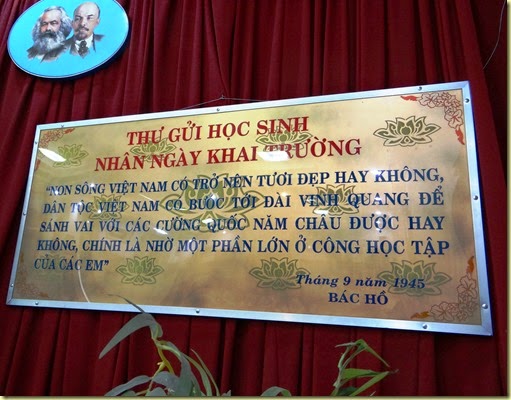 THƯ GỬI HỌC SINH
NHÂN NGÀY KHAI TRƯỜNG
"NON SÔNG VIỆT NAM CÓ TRỞ NÊN TƯƠI ĐẸP HAY KHÔNG,
DÂN TỘC VIỆT NAM CÓ BƯỚC TỚI ĐÀI VINH QUANG ĐỂ
SÁNH VAI VỚI CÁC CƯỜNG QUỐC NĂM CHÂU ĐƯỢC HAY
KHÔNG, CHÍNH LÀ NHỜ MỘT PHẦN LỚN Ở CÔNG HỌC TẬP
CỦA CÁC EM"
Tháng 9 năm 1945
BÁC HỒ